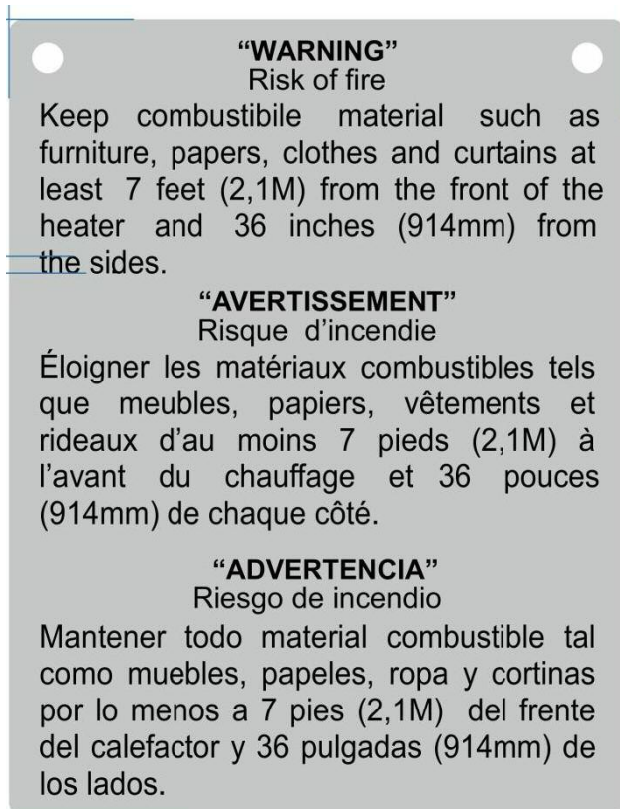 “WARNING”
Risk of fire
Keep combustibile material such as
furniture, papers, clothes and curtains at
least 7 feet (2,1M) from the front of the
heater and 36 inches (914mm) from
the sides.
“AVERTISSEMENT”
Risque d’incendie
Éloigner les matériaux combustibles tels
que meubles, papiers, vêtements et
rideaux d’au moins 7 pieds (2,1M) à
l’avant du chauffage et 36 pouces
(914mm) de chaque côté.
“ADVERTENCIA”
Riesgo de incendio
Mantener todo material combustible tal
como muebles, papeles, ropa y cortinas
por lo menos a 7 pies (2,1M) del frente
del calefactor y 36 pulgadas (914mm) de
los lados.